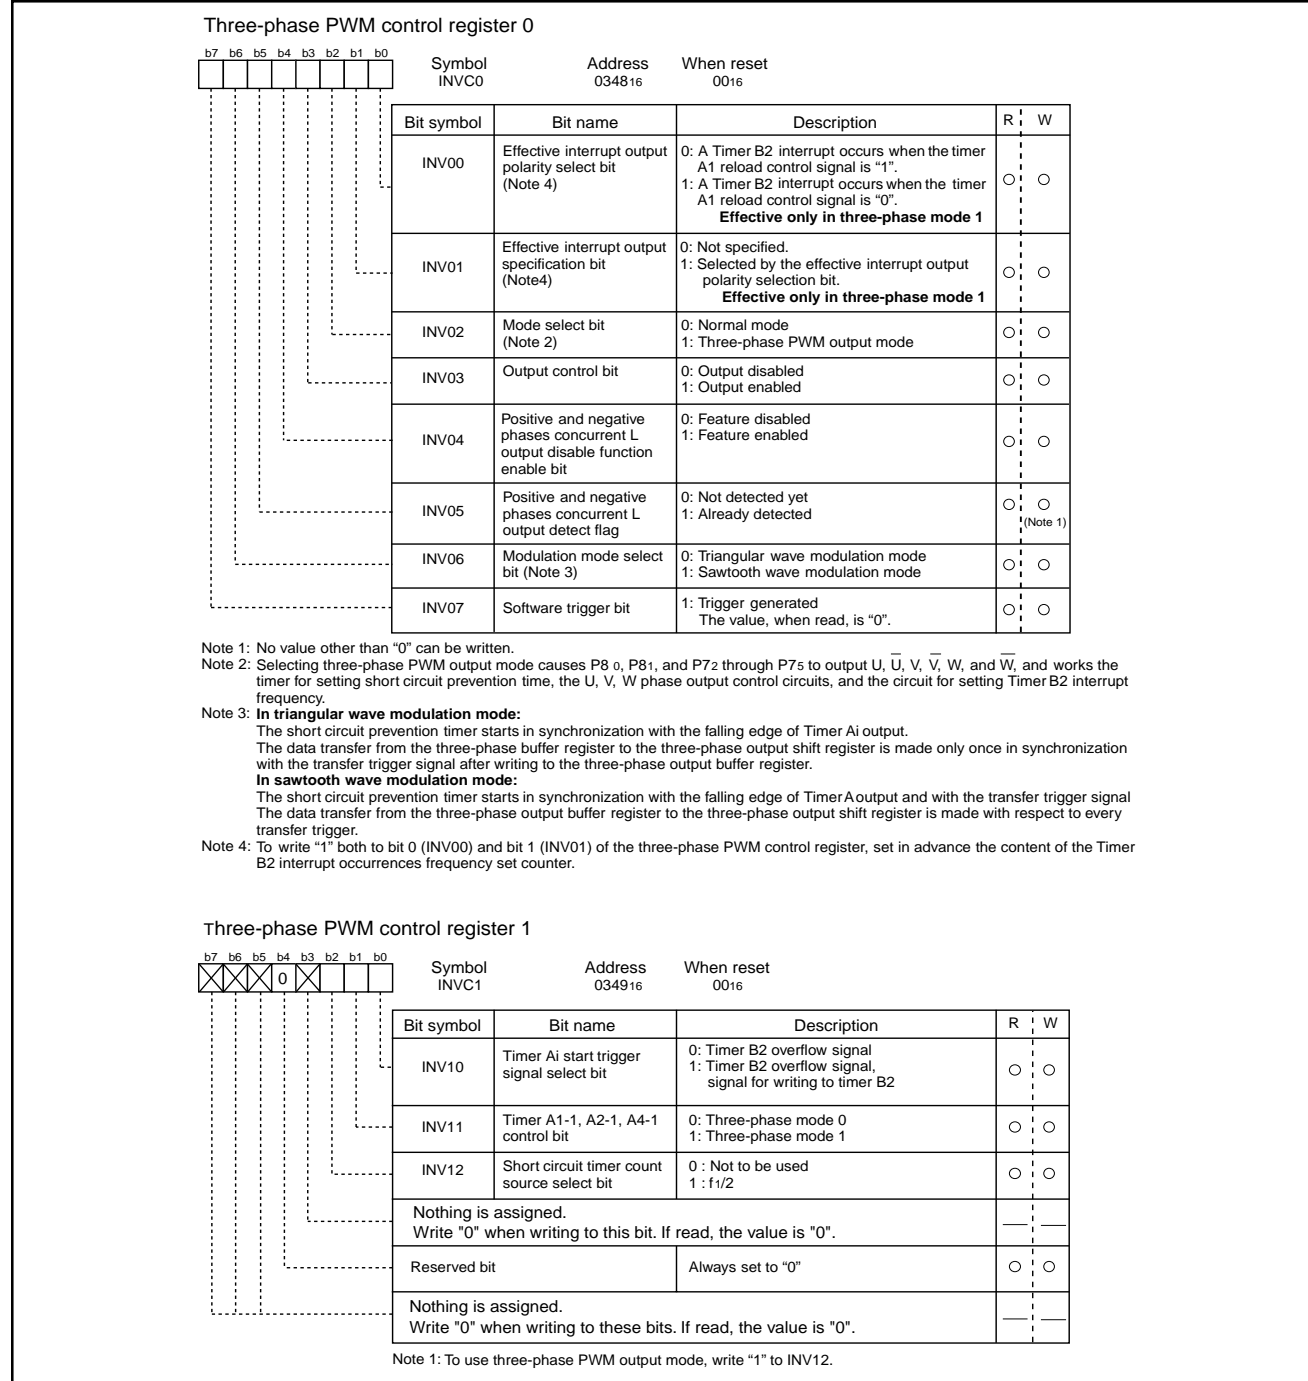 Three-phase PWM control register 0
b7 b6 b5 b4 b3 b2 b1 b0
Symbol Address When reset
INVC0 034816 0016
Bit symbol Bit name Description R W
INV00 Effective interrupt output polarity select bit (Note 4)
0: A Timer B2 interrupt occurs when the timer
A1 reload control signal is “1”.
1: A Timer B2 interrupt occurs when the timer
A1 reload control signal is “0”.
Effective only in three-phase mode 1
INV01 Effective interrupt output specification bit (Note4)
0: Not specified.
1: Selected by the effective interrupt output
polarity selection bit.
Effective only in three-phase mode 1
INV02 Mode select bit (Note 2)
0: Normal mode
1: Three-phase PWM output mode
INV03 Output control bit
0: Output disabled
1: Output enabled
INV04 Positive and negative phases concurrent L output disable function enable bit
0: Feature disabled
1: Feature enabled
INV05 Positive and negative phases concurrent L output detect flag
0: Not detected yet
1: Already detected
(Note 1)
INV06 Modulation mode select bit (Note 3)
0: Triangular wave modulation mode
1: Sawtooth wave modulation mode
INV07 Software trigger bit
1: Trigger generated
The value, when read, is “0”.
Note 1: No value other than “0” can be written.
Note 2: Selecting three-phase PWM output mode causes P8 0, P81, and P72 through P75 to output U, U̅, V, V̅, W, and W̅, and works the
timer for setting short circuit prevention time, the U, V, W phase output control circuits, and the circuit for setting Timer B2 interrupt
frequency.
Note 3: In triangular wave modulation mode:
The short circuit prevention timer starts in synchronization with the falling edge of Timer Ai output.
The data transfer from the three-phase buffer register to the three-phase output shift register is made only once in synchronization
with the transfer trigger signal after writing to the three-phase output buffer register.
In sawtooth wave modulation mode:
The short circuit prevention timer starts in synchronization with the falling edge of Timer A output and with the transfer trigger signal
The data transfer from the three-phase output buffer register to the three-phase output shift register is made with respect to every
transfer trigger.
Note 4: To write “1” both to bit 0 (INV00) and bit 1 (INV01) of the three-phase PWM control register, set in advance the content of the Timer
B2 interrupt occurrences frequency set counter.
Three-phase PWM control register 1
b7 b6 b5 b4 b3 b2 b1 b0
0
Symbol Address When reset
INVC1 034916 0016
Bit symbol Bit name Description R W
INV10 Timer Ai start trigger signal select bit
0: Timer B2 overflow signal
1: Timer B2 overflow signal,
signal for writing to timer B2
INV11 Timer A1-1, A2-1, A4-1 control bit
0: Three-phase mode 0
1: Three-phase mode 1
INV12 Short circuit timer count source select bit
0 : Not to be used
1 : f1/2
Nothing is assigned.
Write "0" when writing to this bit. If read, the value is "0".
Reserved bit Always set to “0”
Nothing is assigned.
Write "0" when writing to these bits. If read, the value is "0".
Note 1: To use three-phase PWM output mode, write “1” to INV12.